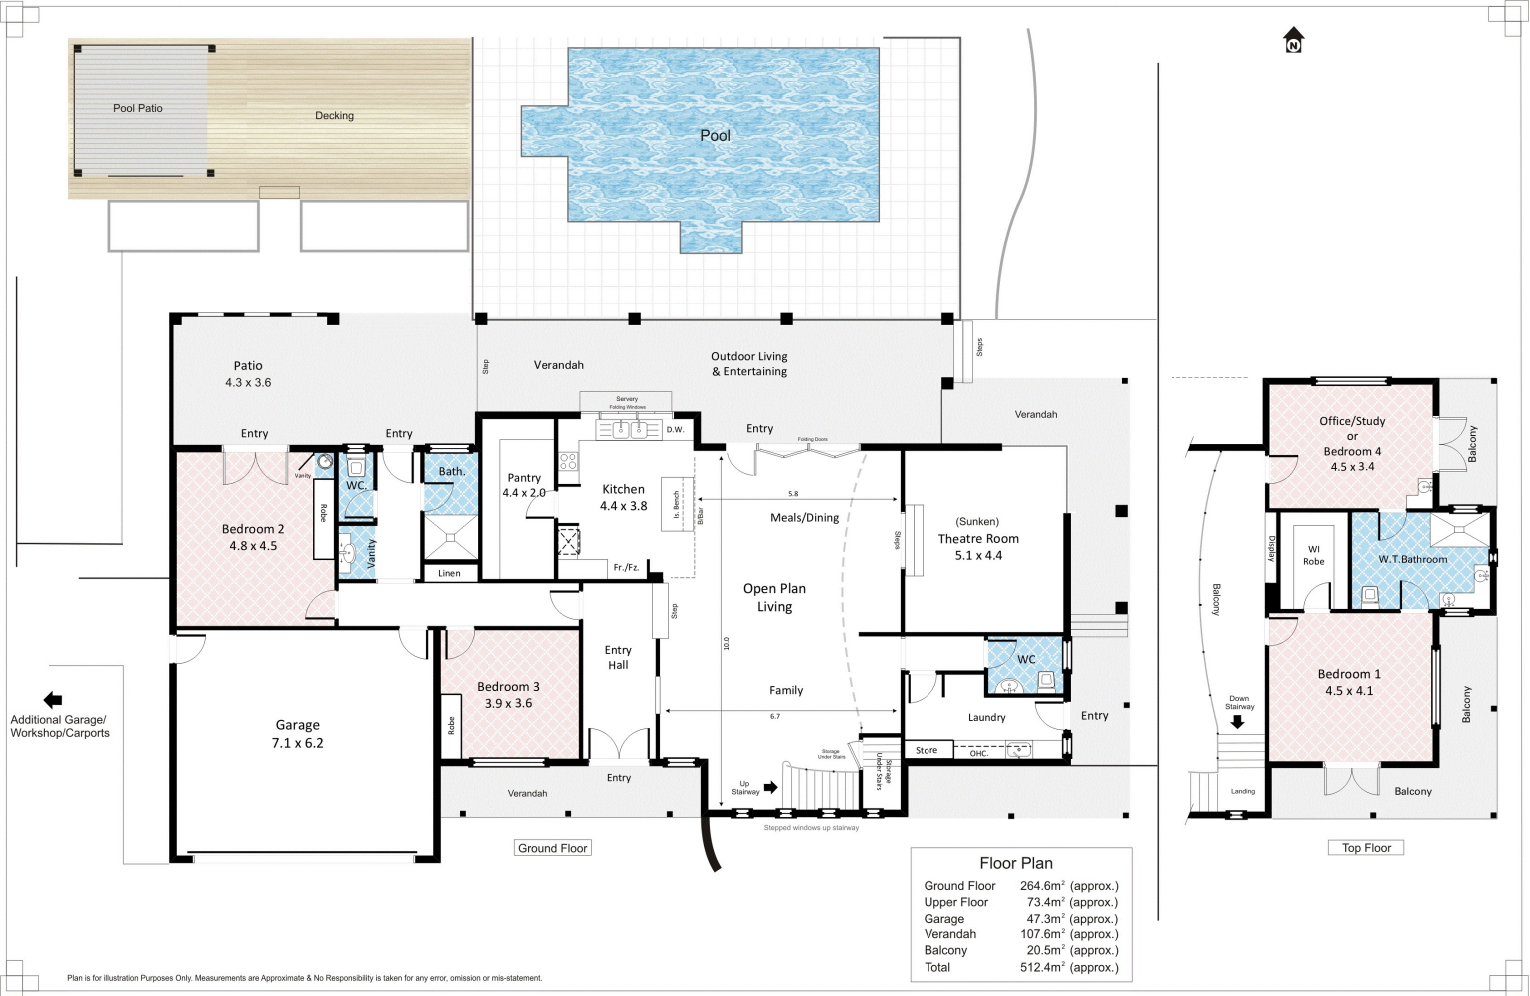 N
Pool Patio
Decking
Pool
Patio
4.3 x 3.6
Step
Verandah
Outdoor Living
& Entertaining
Steps
Verandah
Servery
Folding Windows
D.W.
Entry
Entry
Entry
Folding Doors
Vanity
WC.
Bath.
Pantry
4.4 x 2.0
Kitchen
4.4 x 3.8
Is. Bench
B/Bar
5.8
Meals/Dining
Robe
Bedroom 2
4.8 x 4.5
Vanity
Linen
Fr./Fz.
Steps
(Sunken)
Theatre Room
5.1 x 4.4
Open Plan
Living
Step
10.0
Entry
Hall
WC
Family
6.7
Bedroom 3
3.9 x 3.6
Robe
Garage
7.1 x 6.2
Additional Garage/
Workshop/Carports
Laundry
Entry
Store
OHC.
Storage
Under Stairs
Storage
Under Stairs
Up
Stairway
Entry
Verandah
Stepped windows up stairway
Ground Floor
Office/Study
or
Bedroom 4
4.5 x 3.4
Balcony
Display
WI
Robe
W.T.Bathroom
Balcony
Bedroom 1
4.5 x 4.1
Balcony
Down
Stairway
Landing
Balcony
Top Floor
Floor Plan
Ground Floor 264.6m² (approx.)
Upper Floor 73.4m² (approx.)
Garage 47.3m² (approx.)
Verandah 107.6m² (approx.)
Balcony 20.5m² (approx.)
Total 512.4m² (approx.)
Plan is for illustration Purposes Only. Measurements are Approximate & No Responsibility is taken for any error, omission or mis-statement.